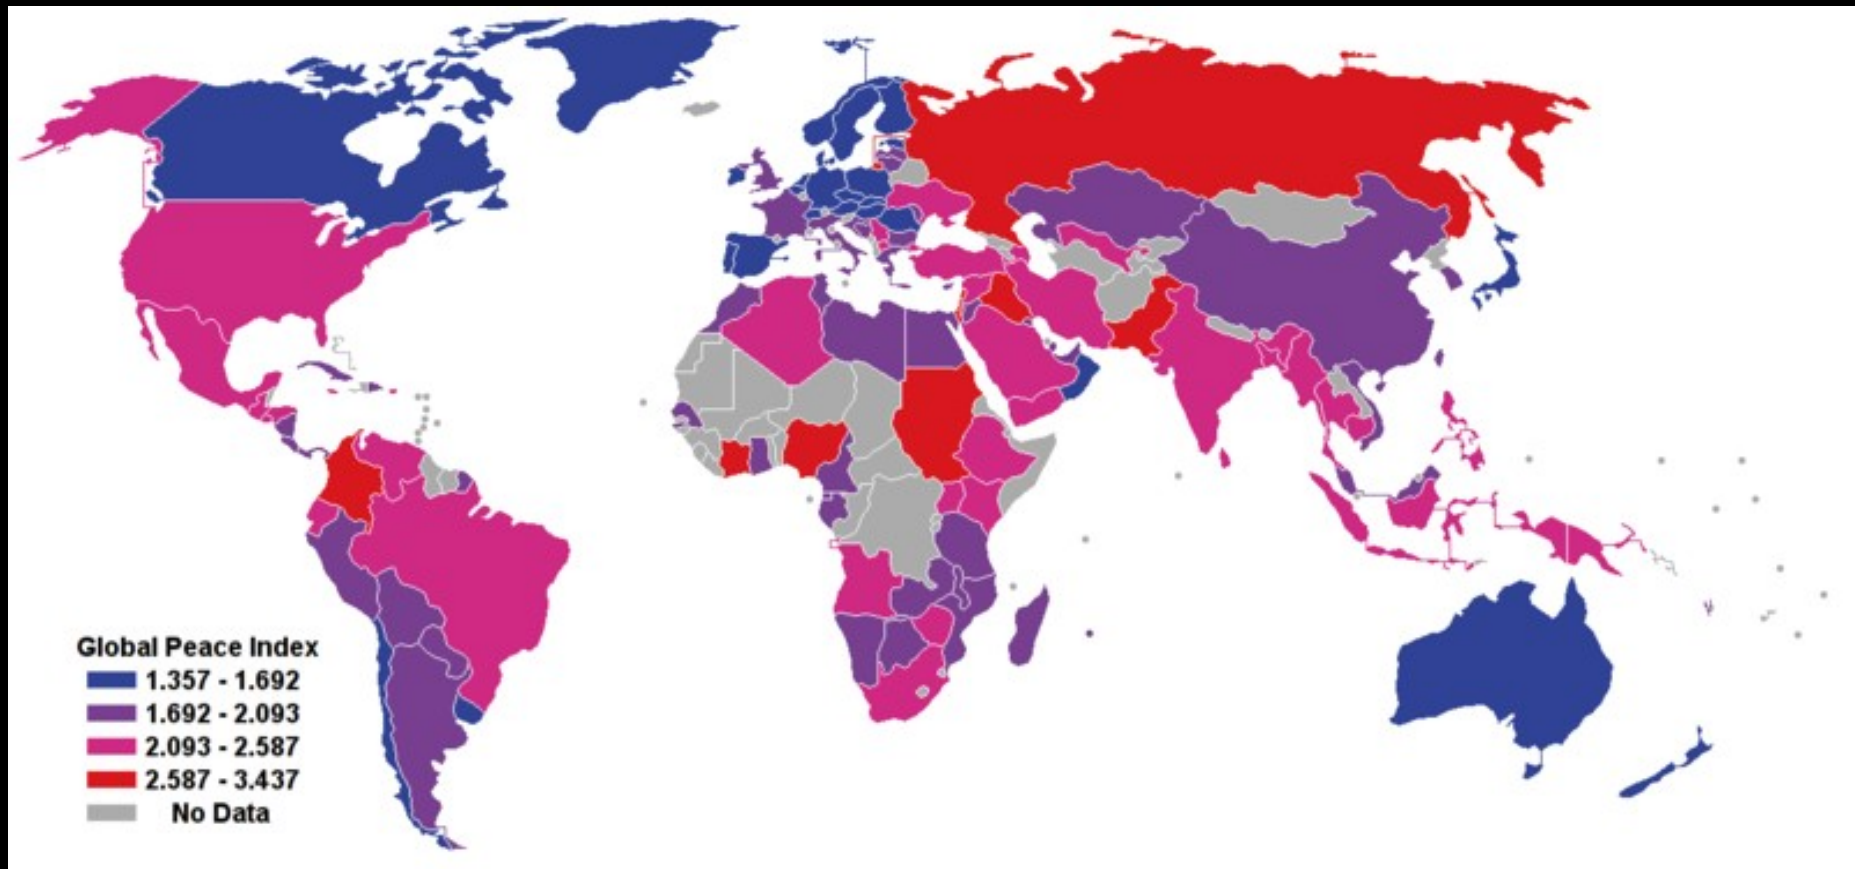 Global Peace Index
1.357 - 1.692
1.692 - 2.093
2.093 - 2.587
2.587 - 3.437
No Data